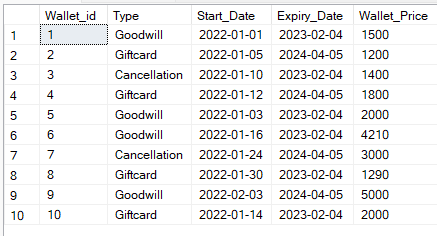 Wallet_id Type Start_Date Expiry_Date Wallet_Price
1 1 Goodwill 2022-01-01 2023-02-04 1500
2 2 Giftcard 2022-01-05 2024-04-05 1200
3 3 Cancellation 2022-01-10 2023-02-04 1400
4 4 Giftcard 2022-01-12 2024-04-05 1800
5 5 Goodwill 2022-01-03 2023-02-04 2000
6 6 Goodwill 2022-01-16 2023-02-04 4210
7 7 Cancellation 2022-01-24 2024-04-05 3000
8 8 Giftcard 2022-01-30 2023-02-04 1290
9 9 Goodwill 2022-02-03 2024-04-05 5000
10 10 Giftcard 2022-01-14 2023-02-04 2000